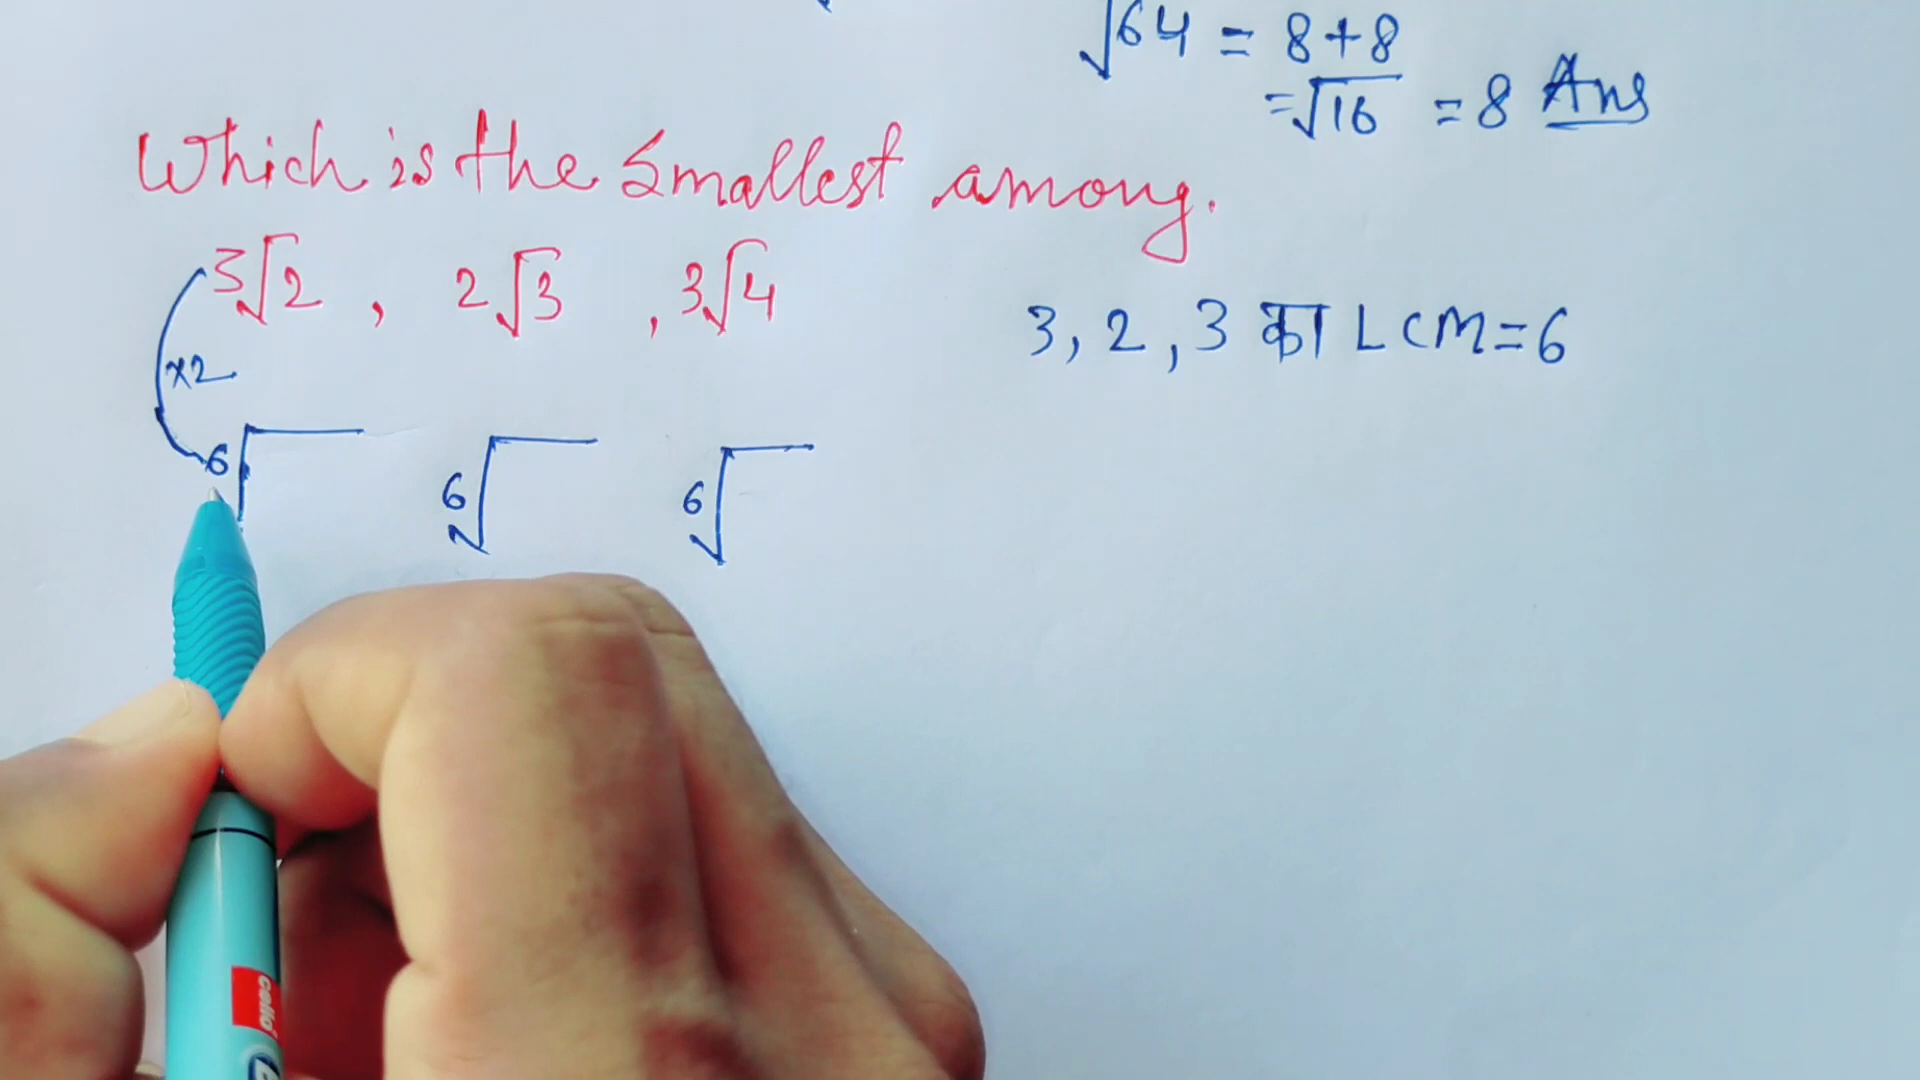 √64 = 8+8
=√16 = 8 Ans
Which is the Smallest among.
3√2 , 2√3 , 3√4
3, 2, 3 का LCM=6
×2
6√ 6√ 6√
cello